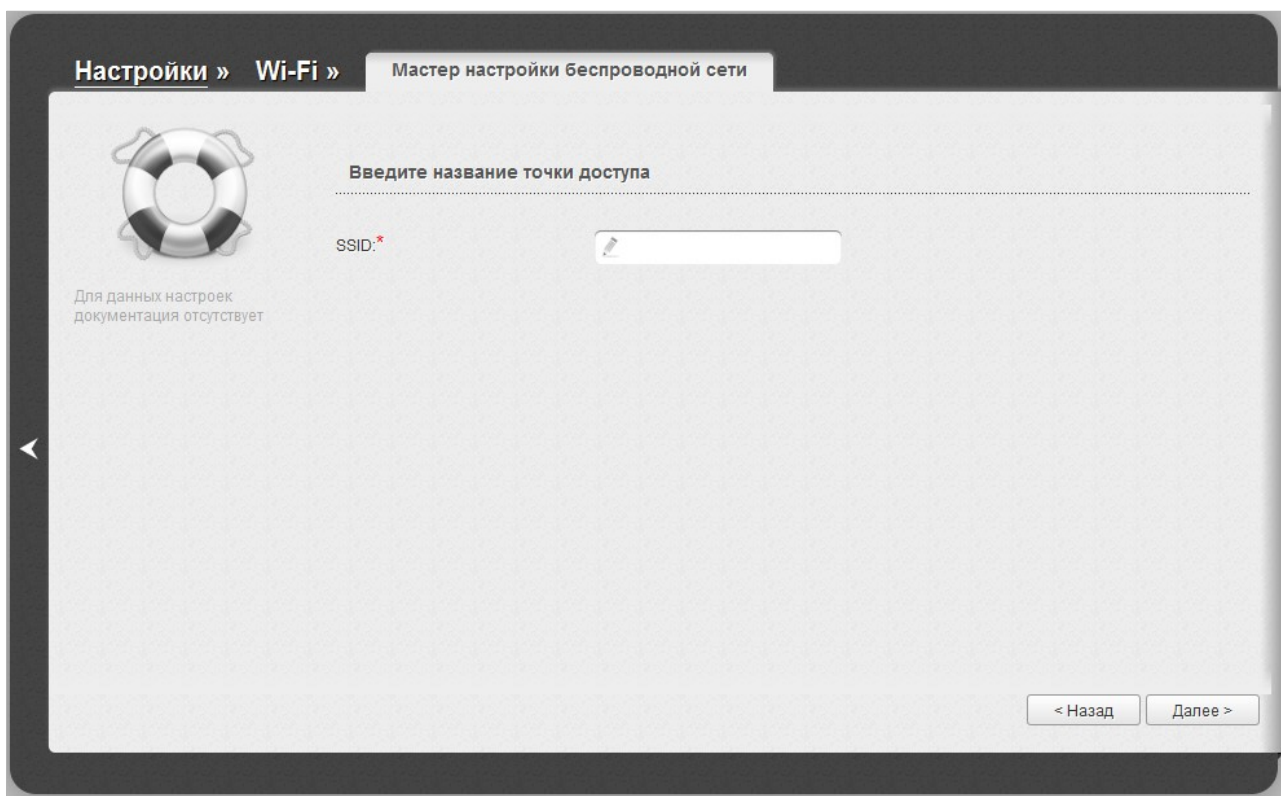 Настройки » Wi-Fi » Мастер настройки беспроводной сети
Введите название точки доступа
SSID:*
Для данных настроек
документация отсутствует
< Назад Далее >